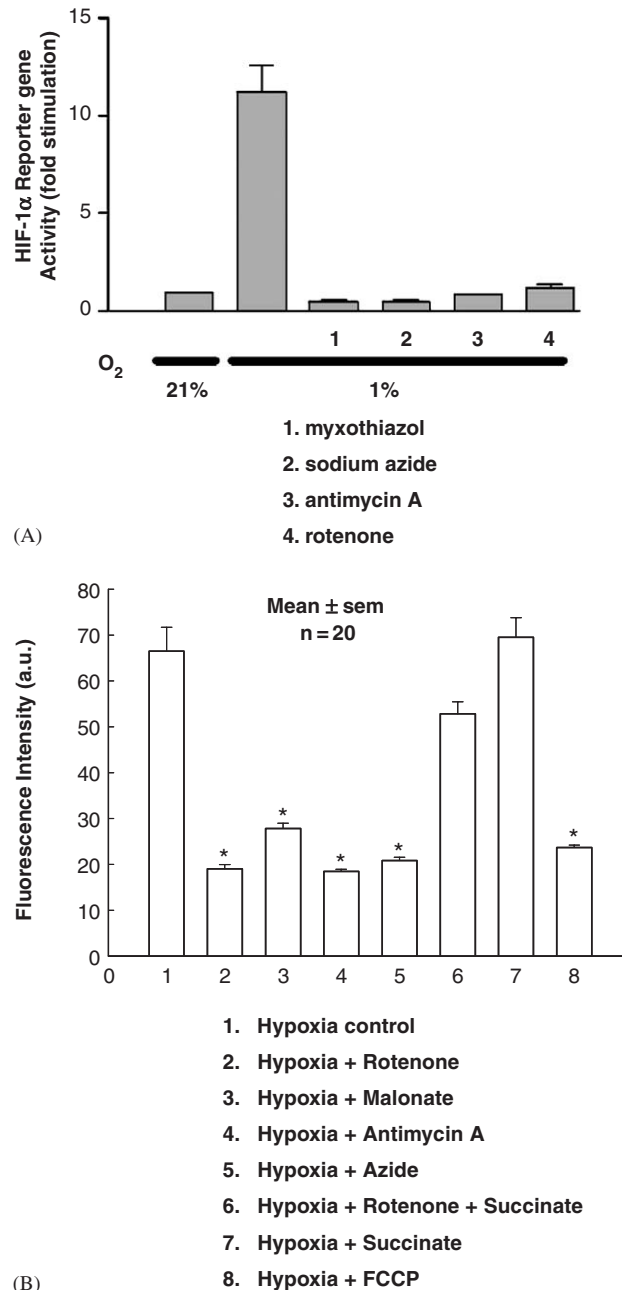 15
10
5
0
HIF-1α Reporter gene
Activity (fold stimulation)
1 2 3 4
O2
21% 1%
1. myxothiazol
2. sodium azide
3. antimycin A
4. rotenone
(A)
80
70
60
50
40
30
20
10
0
Fluorescence Intensity (a.u.)
Mean ± sem
n = 20
* * * * *
0 1 2 3 4 5 6 7 8
1. Hypoxia control
2. Hypoxia + Rotenone
3. Hypoxia + Malonate
4. Hypoxia + Antimycin A
5. Hypoxia + Azide
6. Hypoxia + Rotenone + Succinate
7. Hypoxia + Succinate
8. Hypoxia + FCCP
(B)